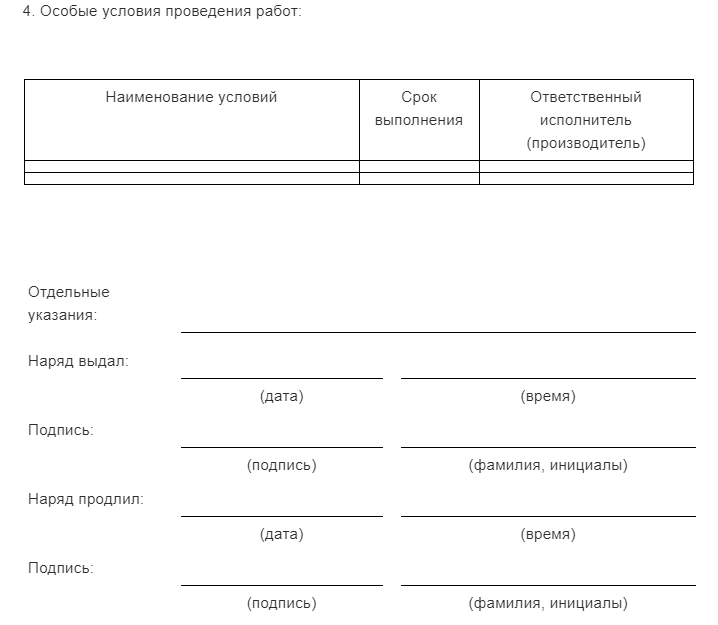 4. Особые условия проведения работ:
Наименование условий
Срок
выполнения
Ответственный
исполнитель
(производитель)
Отдельные
указания:
Наряд выдал:
(дата) (время)
Подпись:
(подпись) (фамилия, инициалы)
Наряд продлил:
(дата) (время)
Подпись:
(подпись) (фамилия, инициалы)